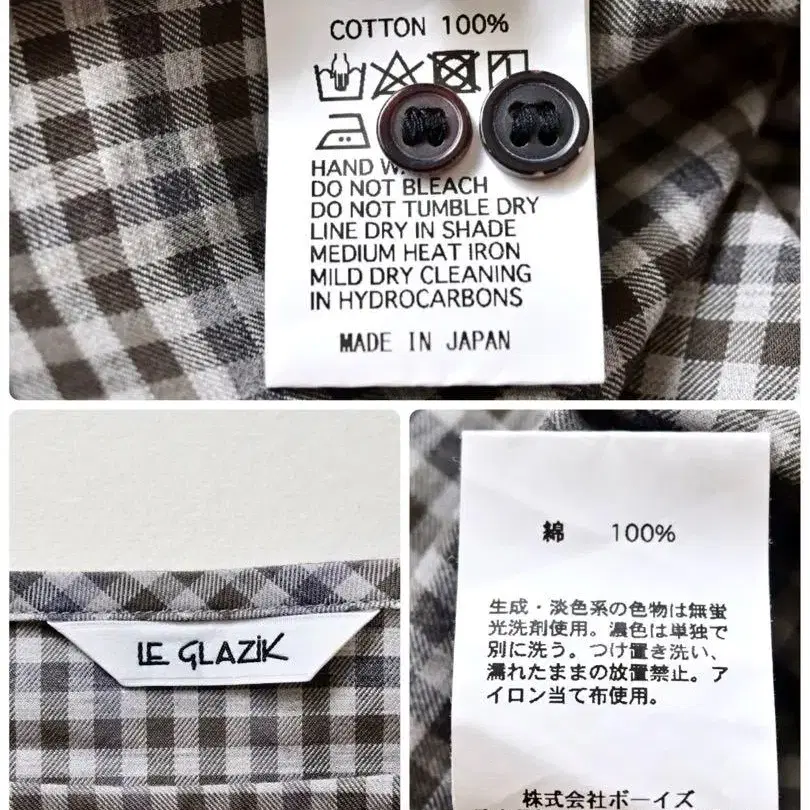 COTTON 100%
HAND
DO NOT BLEACH
DO NOT TUMBLE DRY
LINE DRY IN SHADE
MEDIUM HEAT IRON
MILD DRY CLEANING
IN HYDROCARBONS
MADE IN JAPAN
LE GLAZIK
綿 100%
生成・淡色系の色物は無蛍
光洗剤使用。濃色は単独で
別に洗う。つけ置き洗い、
濡れたままの放置禁止。ア
イロン当て布使用。
株式会社ボーイズ